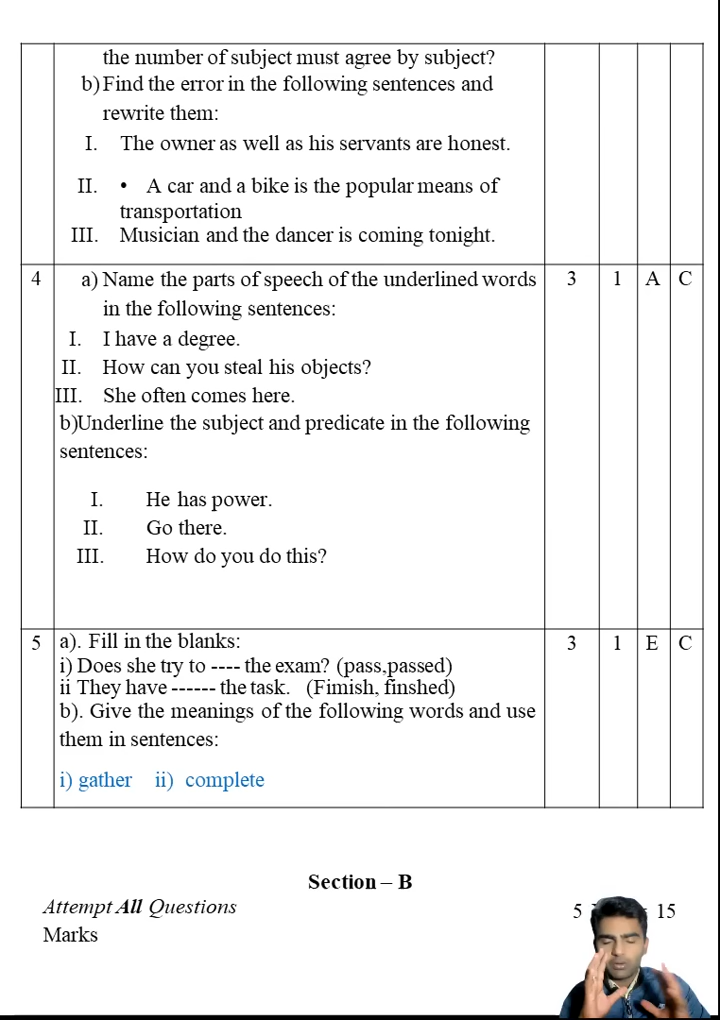 the number of subject must agree by subject?
b) Find the error in the following sentences and
rewrite them:
I. The owner as well as his servants are honest.
II. • A car and a bike is the popular means of
transportation
III. Musician and the dancer is coming tonight.
4 a) Name the parts of speech of the underlined words 3 1 A C
in the following sentences:
I. I have a degree.
II. How can you steal his objects?
III. She often comes here.
b)Underline the subject and predicate in the following
sentences:
I. He has power.
II. Go there.
III. How do you do this?
5 a). Fill in the blanks: 3 1 E C
i) Does she try to ---- the exam? (pass,passed)
ii They have ------ the task. (Fimish, finshed)
b). Give the meanings of the following words and use
them in sentences:
i) gather ii) complete
Section – B
Attempt All Questions 5 15
Marks